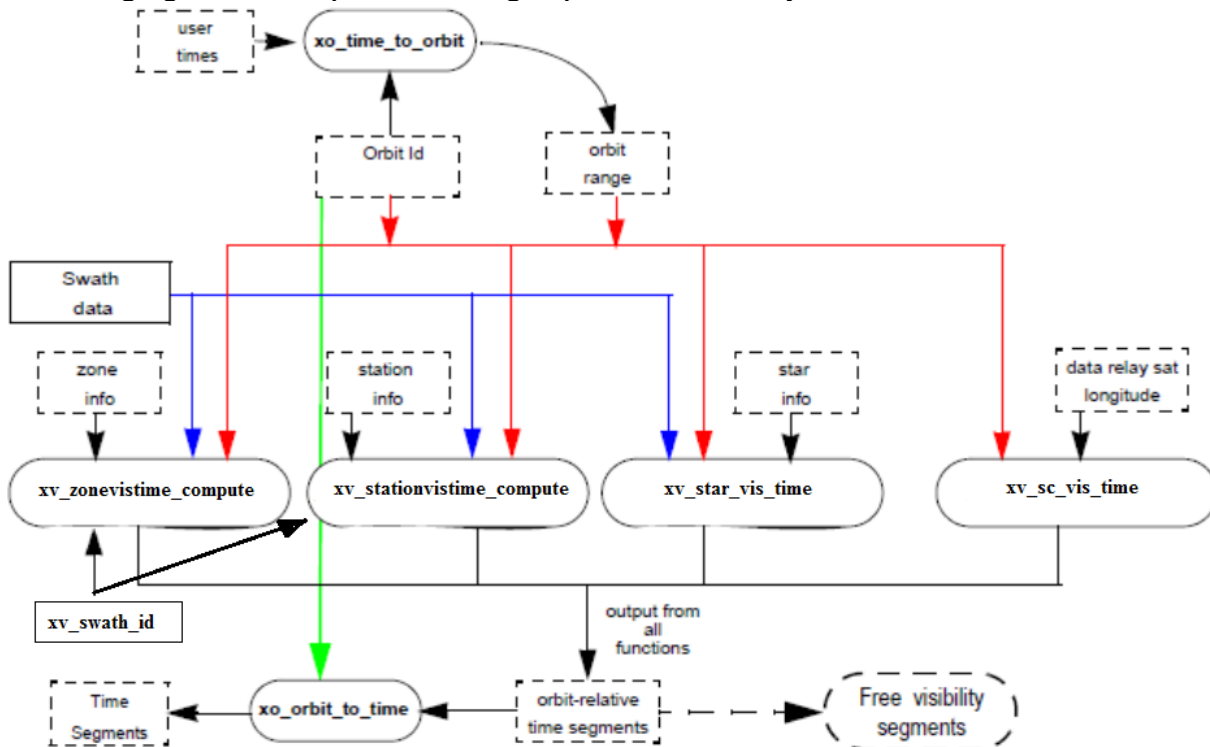 user
times
xo_time_to_orbit
Orbit Id
orbit
range
Swath
data
zone
info
station
info
star
info
data relay sat
longitude
xv_zonevistime_compute
xv_stationvistime_compute
xv_star_vis_time
xv_sc_vis_time
xv_swath_id
output from
all
functions
Time
Segments
xo_orbit_to_time
orbit-relative
time segments
Free visibility
segments